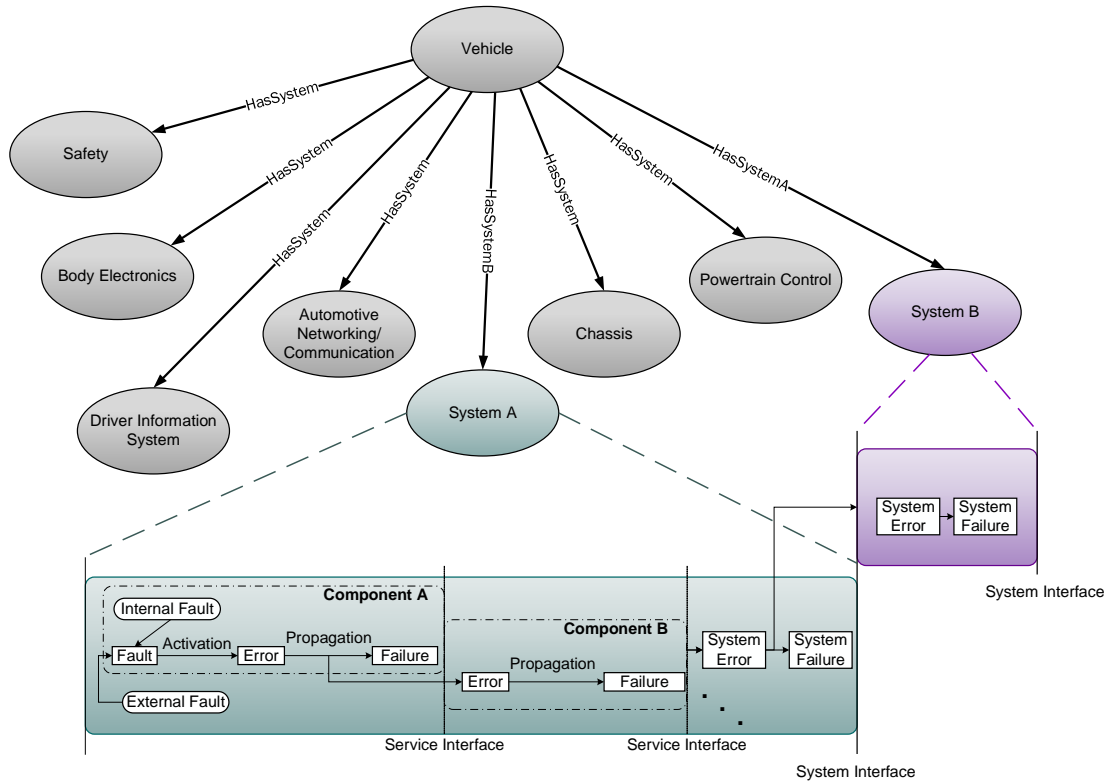 Vehicle
HasSystem
HasSystem
HasSystem
HasSystem
HasSystemB
HasSystem
HasSystem
HasSystemA
Safety
Body Electronics
Driver Information
System
Automotive
Networking/
Communication
System A
Chassis
Powertrain Control
System B
System
Error
System
Failure
System Interface
Component A
Internal Fault
Fault
Activation
Error
Propagation
Failure
External Fault
Component B
Error
Propagation
Failure
System
Error
System
Failure
Service Interface
Service Interface
System Interface